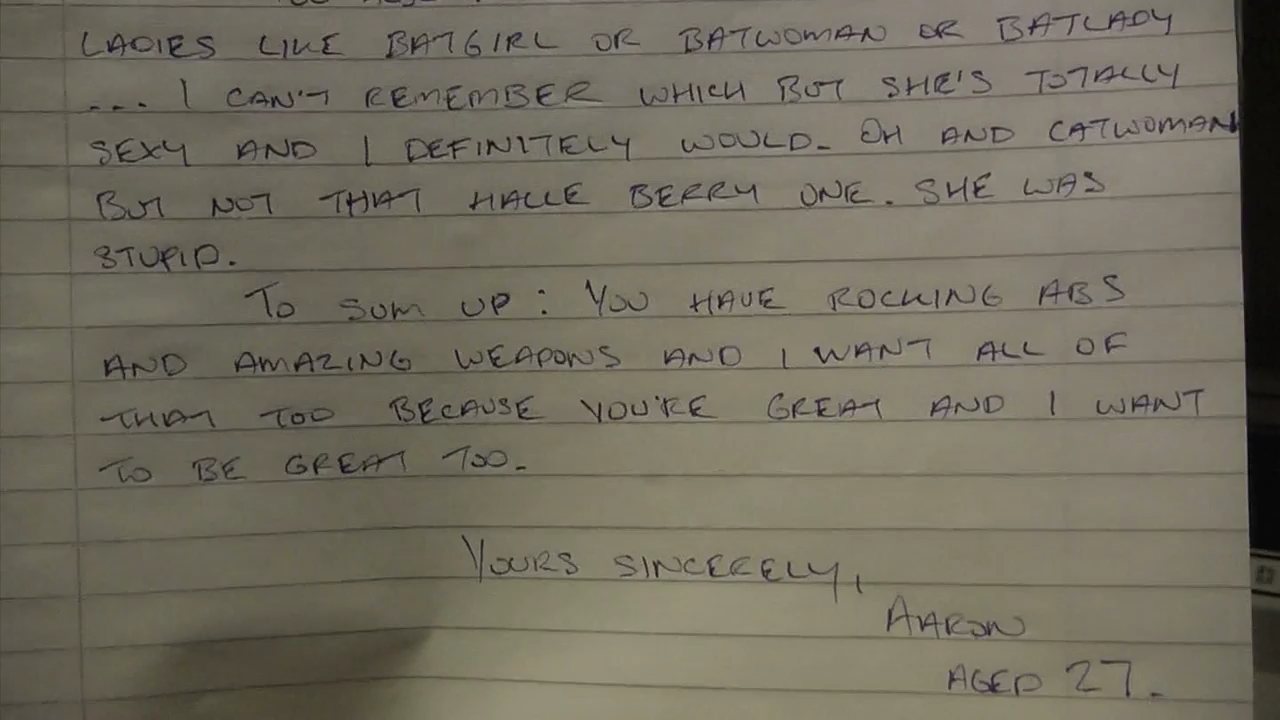 LADIES LIKE BATGIRL OR BATWOMAN OR BATLADY
... I CAN'T REMEMBER WHICH BUT SHE'S TOTALLY
SEXY AND I DEFINITELY WOULD. OH AND CATWOMAN
BUT NOT THAT HALLE BERRY ONE. SHE WAS
STUPID.
TO SUM UP: YOU HAVE ROCKING ABS
AND AMAZING WEAPONS AND I WANT ALL OF
THAT TOO BECAUSE YOU'RE GREAT AND I WANT
TO BE GREAT TOO.
YOURS SINCERELY,
AARON
AGED 27.